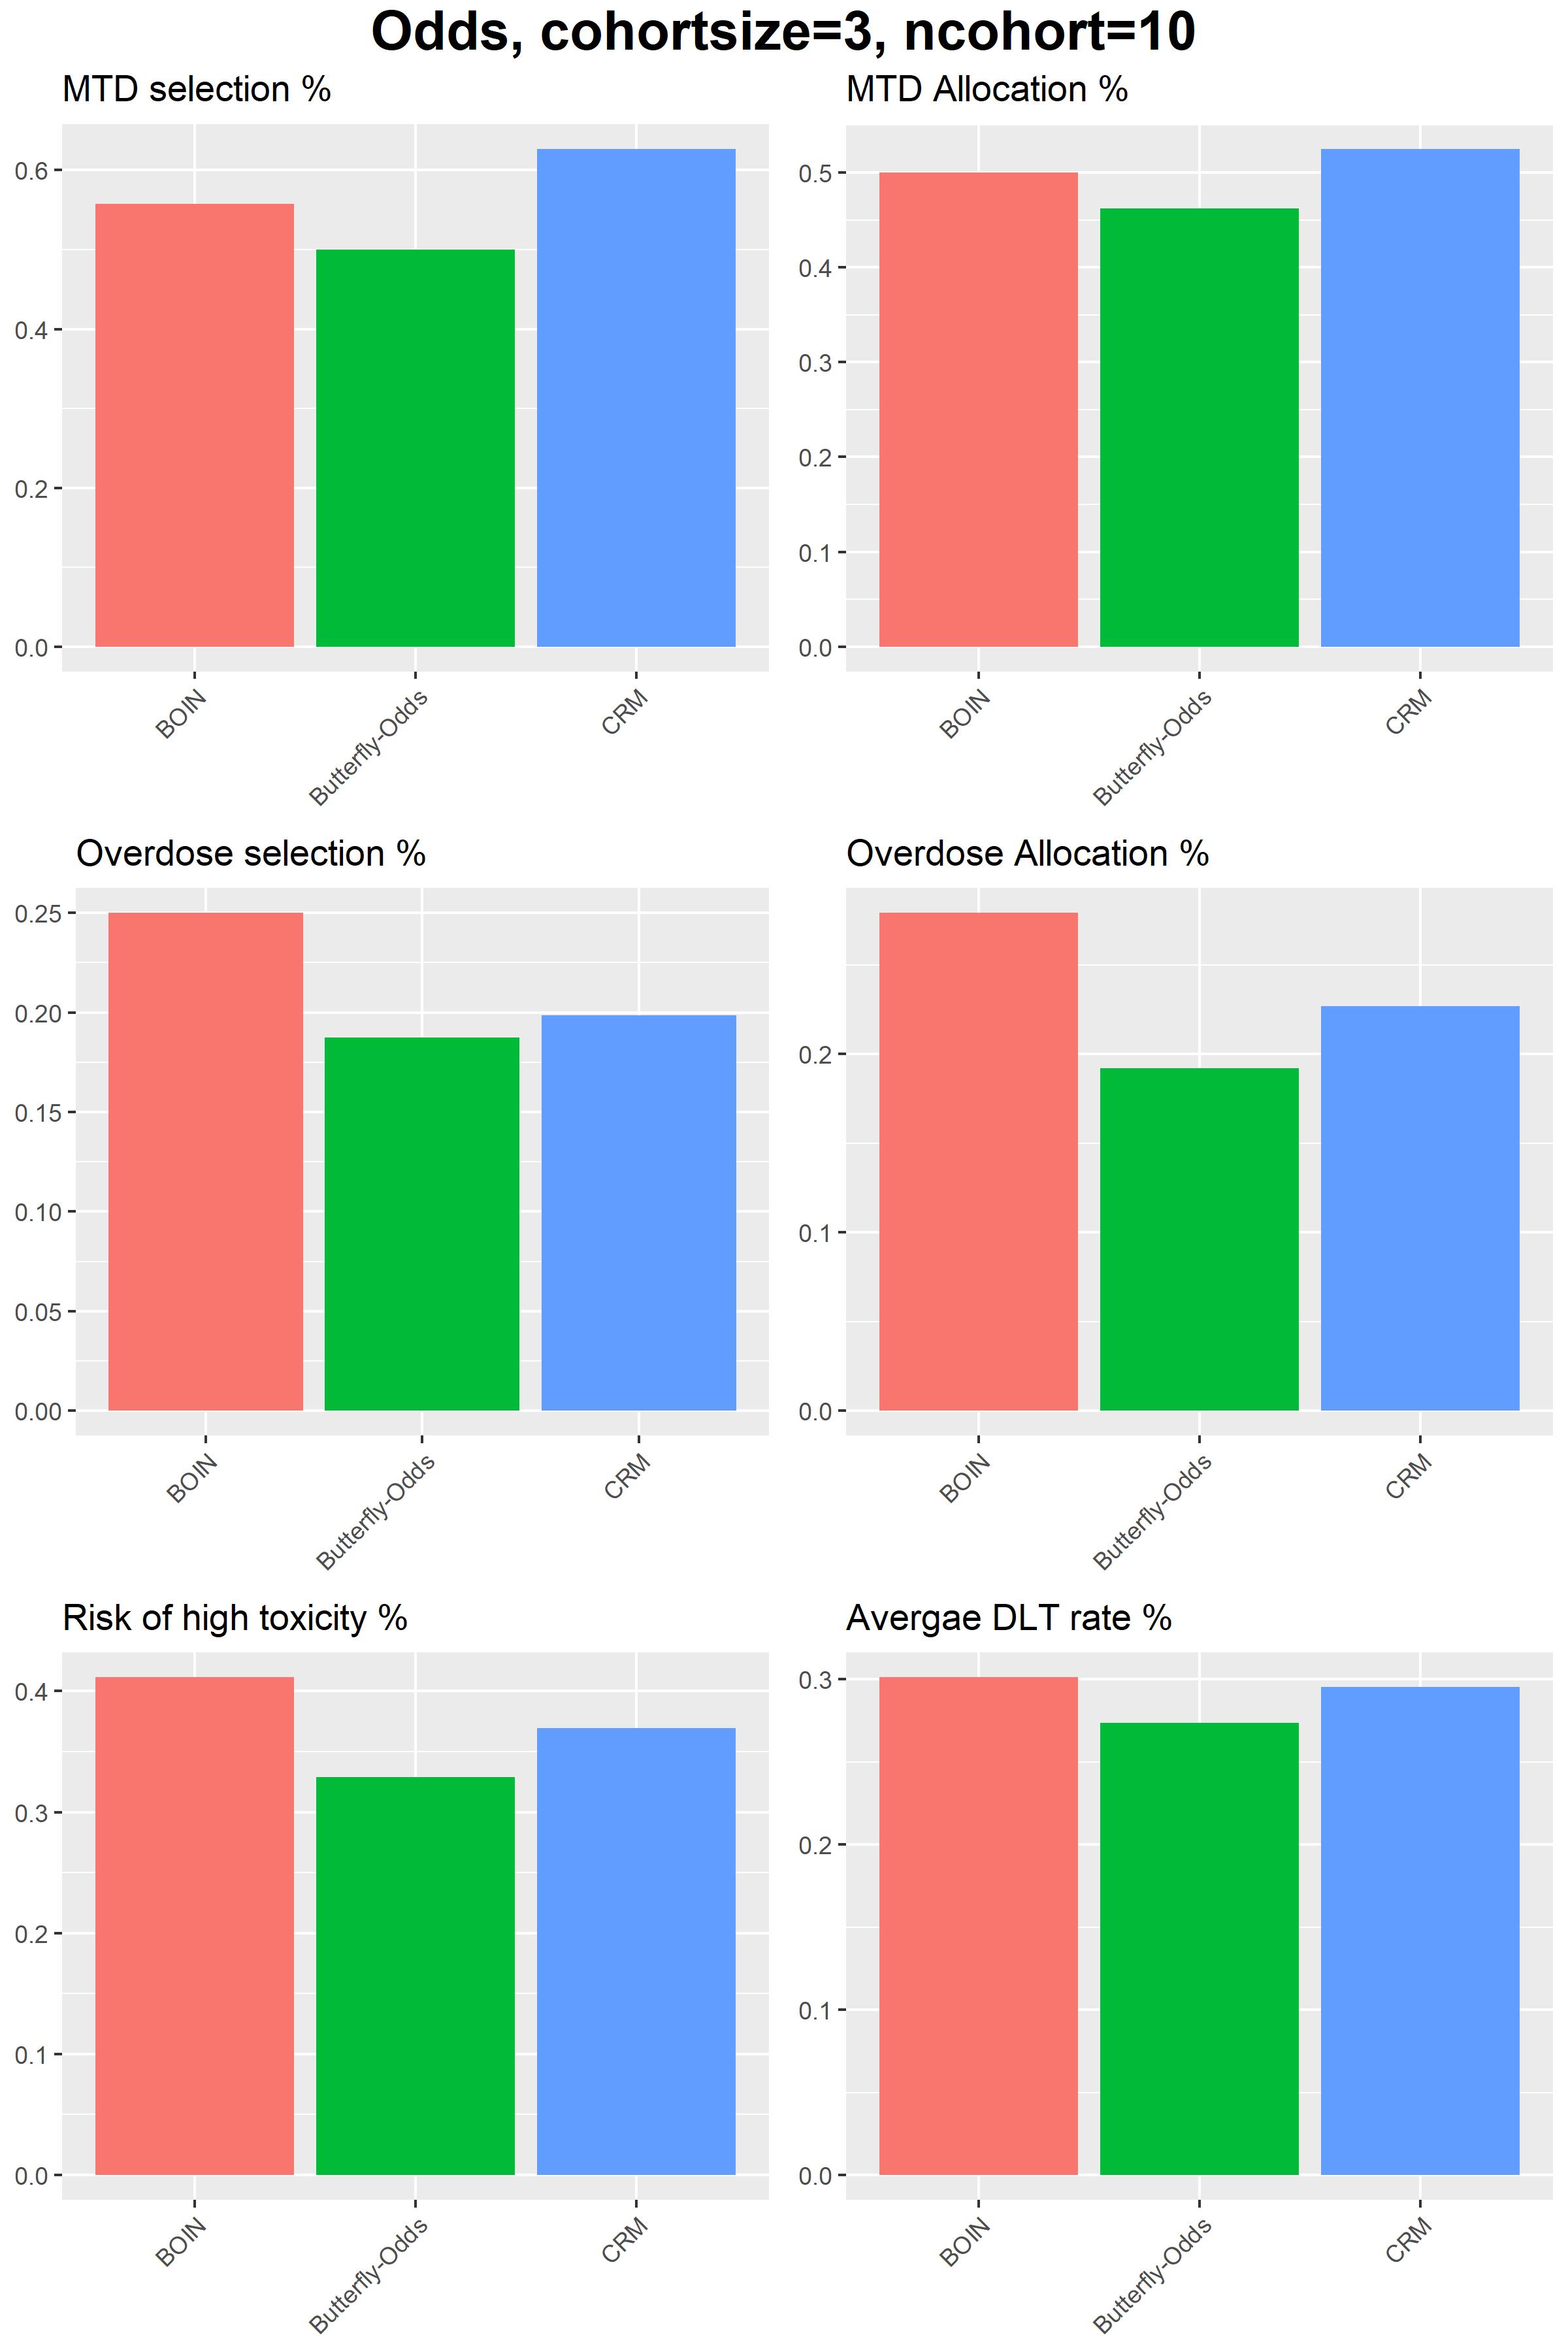 Odds, cohortsize=3, ncohort=10
MTD selection %
0.6
0.4
0.2
0.0
BOIN
Butterfly-Odds
CRM
MTD Allocation %
0.5
0.4
0.3
0.2
0.1
0.0
BOIN
Butterfly-Odds
CRM
Overdose selection %
0.25
0.20
0.15
0.10
0.05
0.00
BOIN
Butterfly-Odds
CRM
Overdose Allocation %
0.2
0.1
0.0
BOIN
Butterfly-Odds
CRM
Risk of high toxicity %
0.4
0.3
0.2
0.1
0.0
BOIN
Butterfly-Odds
CRM
Avergae DLT rate %
0.3
0.2
0.1
0.0
BOIN
Butterfly-Odds
CRM